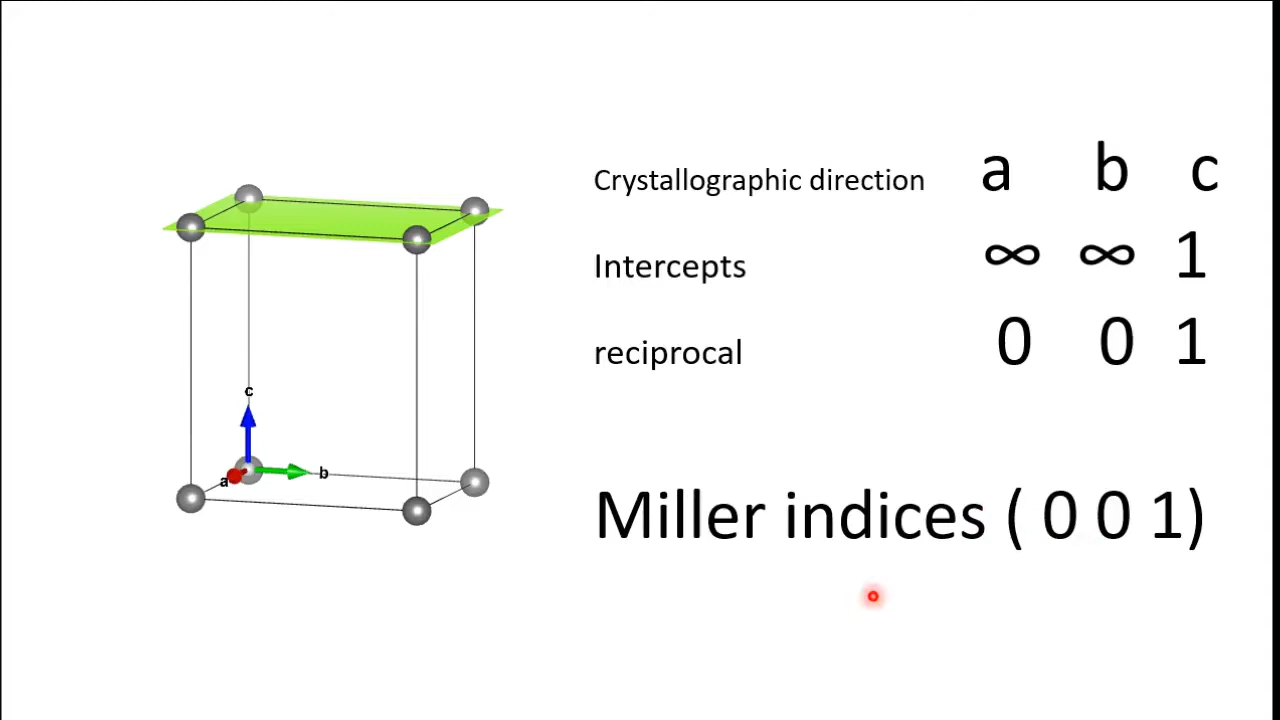 Crystallographic direction a b c
Intercepts ∞ ∞ 1
reciprocal 0 0 1
c
a
b
Miller indices ( 0 0 1)